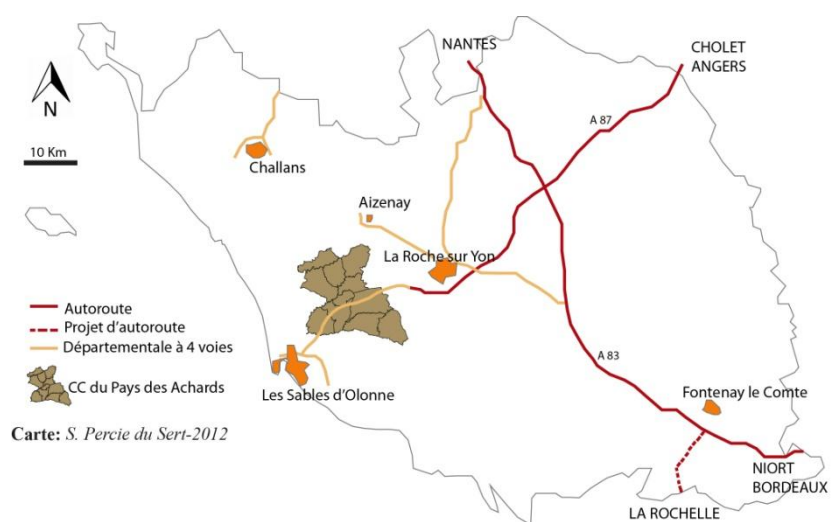 NANTES
CHOLET
ANGERS
N
A 87
10 Km
Challans
Aizenay
La Roche sur Yon
Autoroute
Projet d'autoroute
Départementale à 4 voies
A 83
CC du Pays des Achards
Les Sables d'Olonne
Fontenay le Comte
Carte: S. Percie du Sert-2012
NIORT
BORDEAUX
LA ROCHELLE